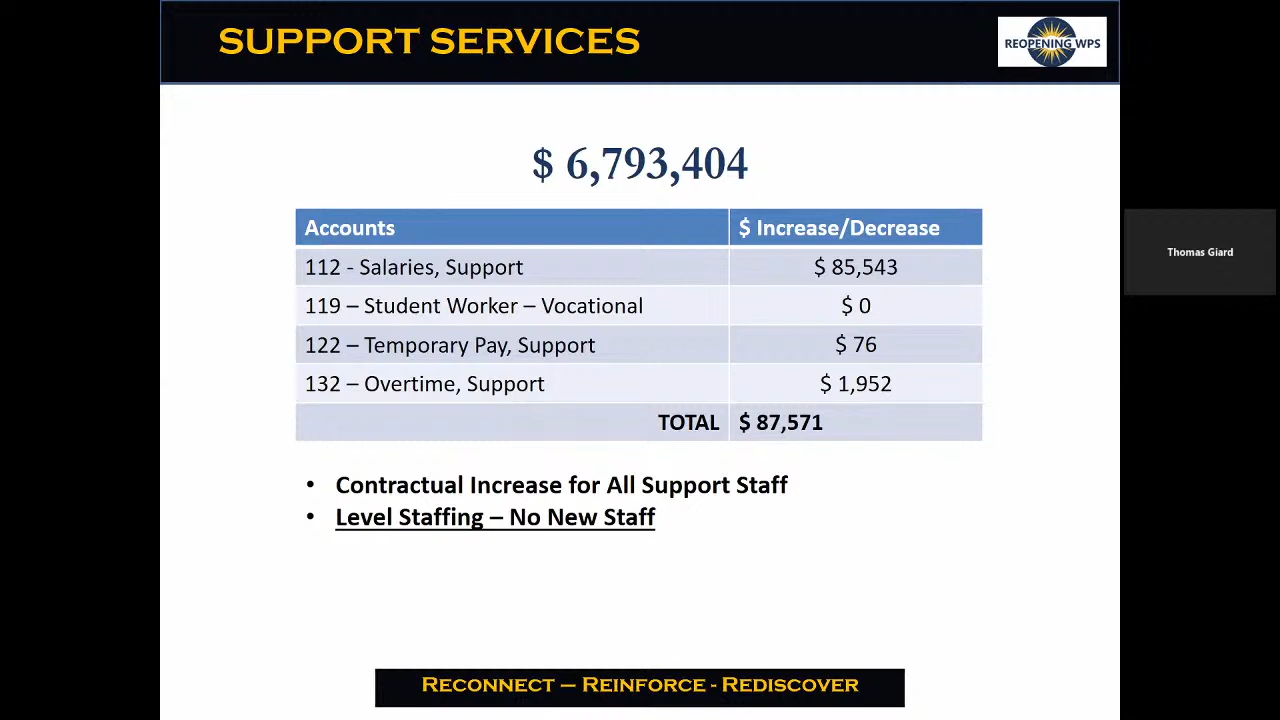 SUPPORT SERVICES
REOPENING WPS
$ 6,793,404
Accounts $ Increase/Decrease
112 - Salaries, Support $ 85,543
119 – Student Worker – Vocational $ 0
122 – Temporary Pay, Support $ 76
132 – Overtime, Support $ 1,952
TOTAL $ 87,571
• Contractual Increase for All Support Staff
• Level Staffing – No New Staff
Thomas Giard
RECONNECT – REINFORCE - REDISCOVER